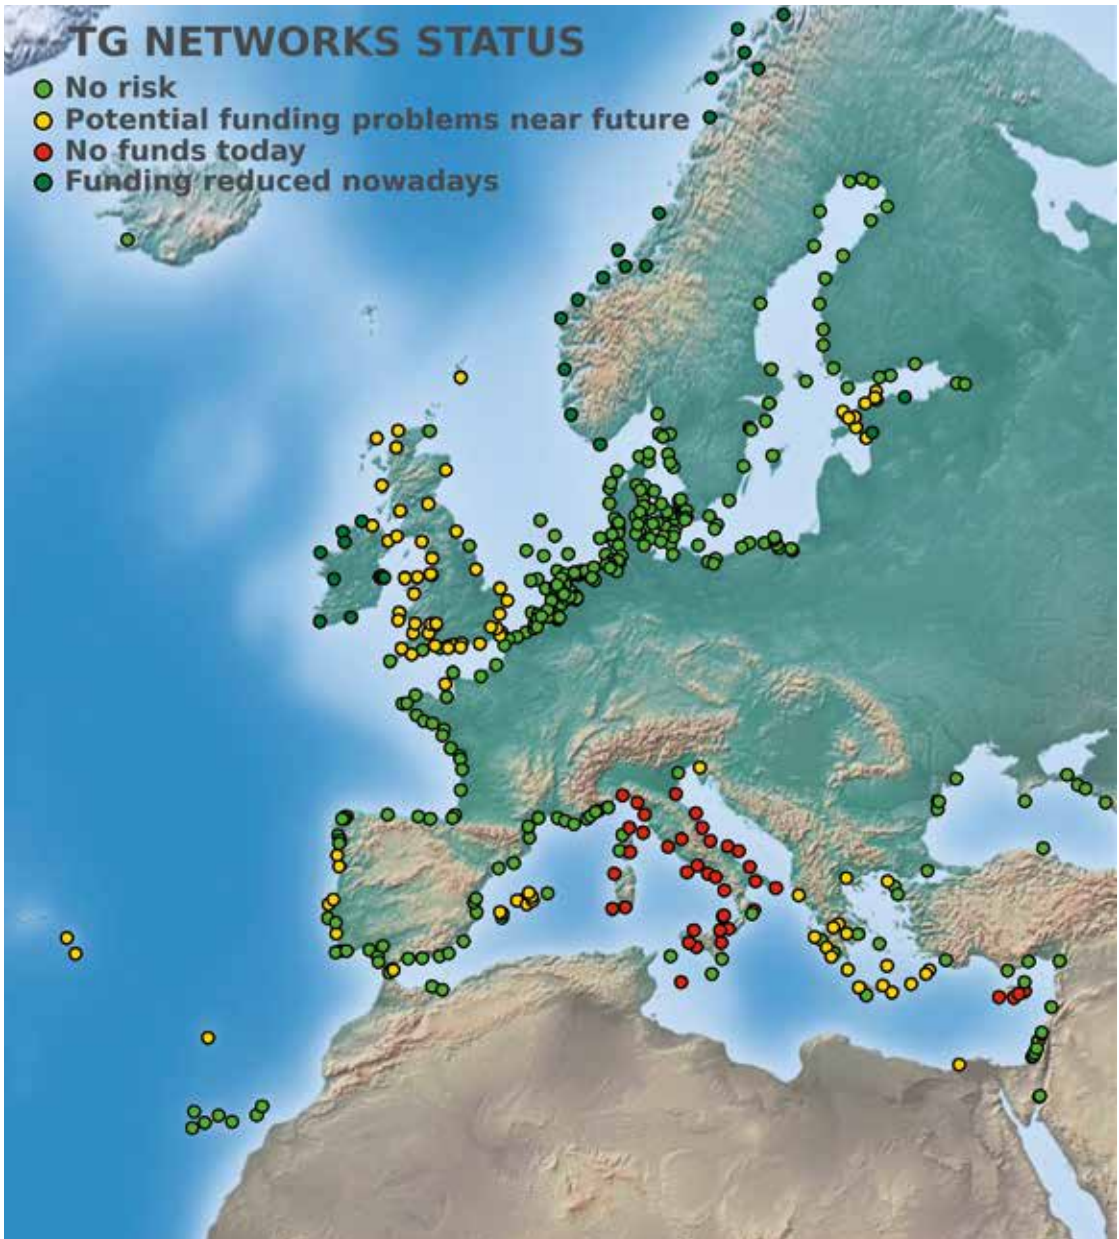 TG NETWORKS STATUS
No risk
Potential funding problems near future
No funds today
Funding reduced nowadays